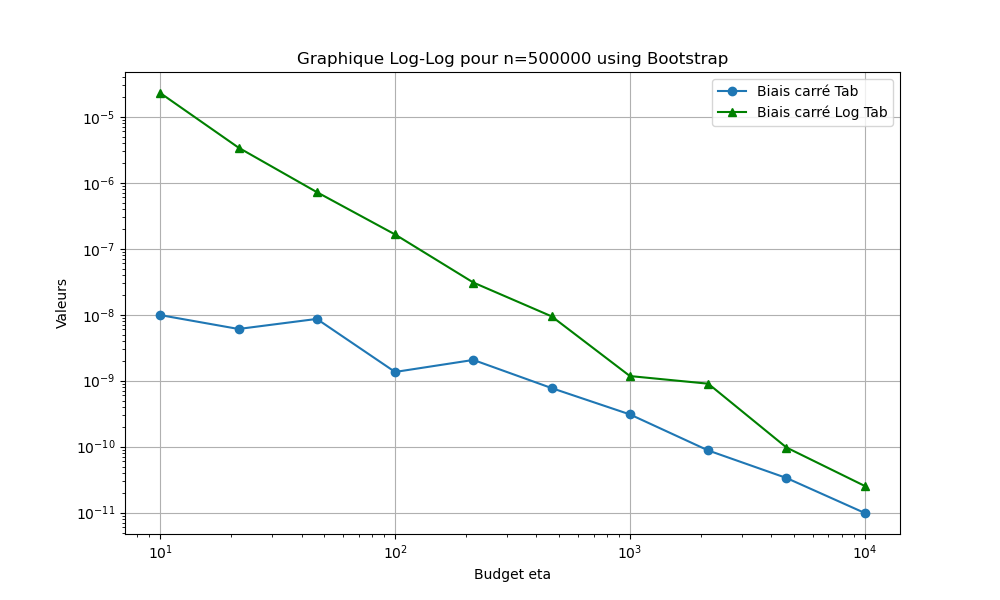 Graphique Log-Log pour n=500000 using Bootstrap
Biais carré Tab
Biais carré Log Tab
Valeurs
10⁻⁵
10⁻⁶
10⁻⁷
10⁻⁸
10⁻⁹
10⁻¹⁰
10⁻¹¹
10¹ 10² 10³ 10⁴
Budget eta